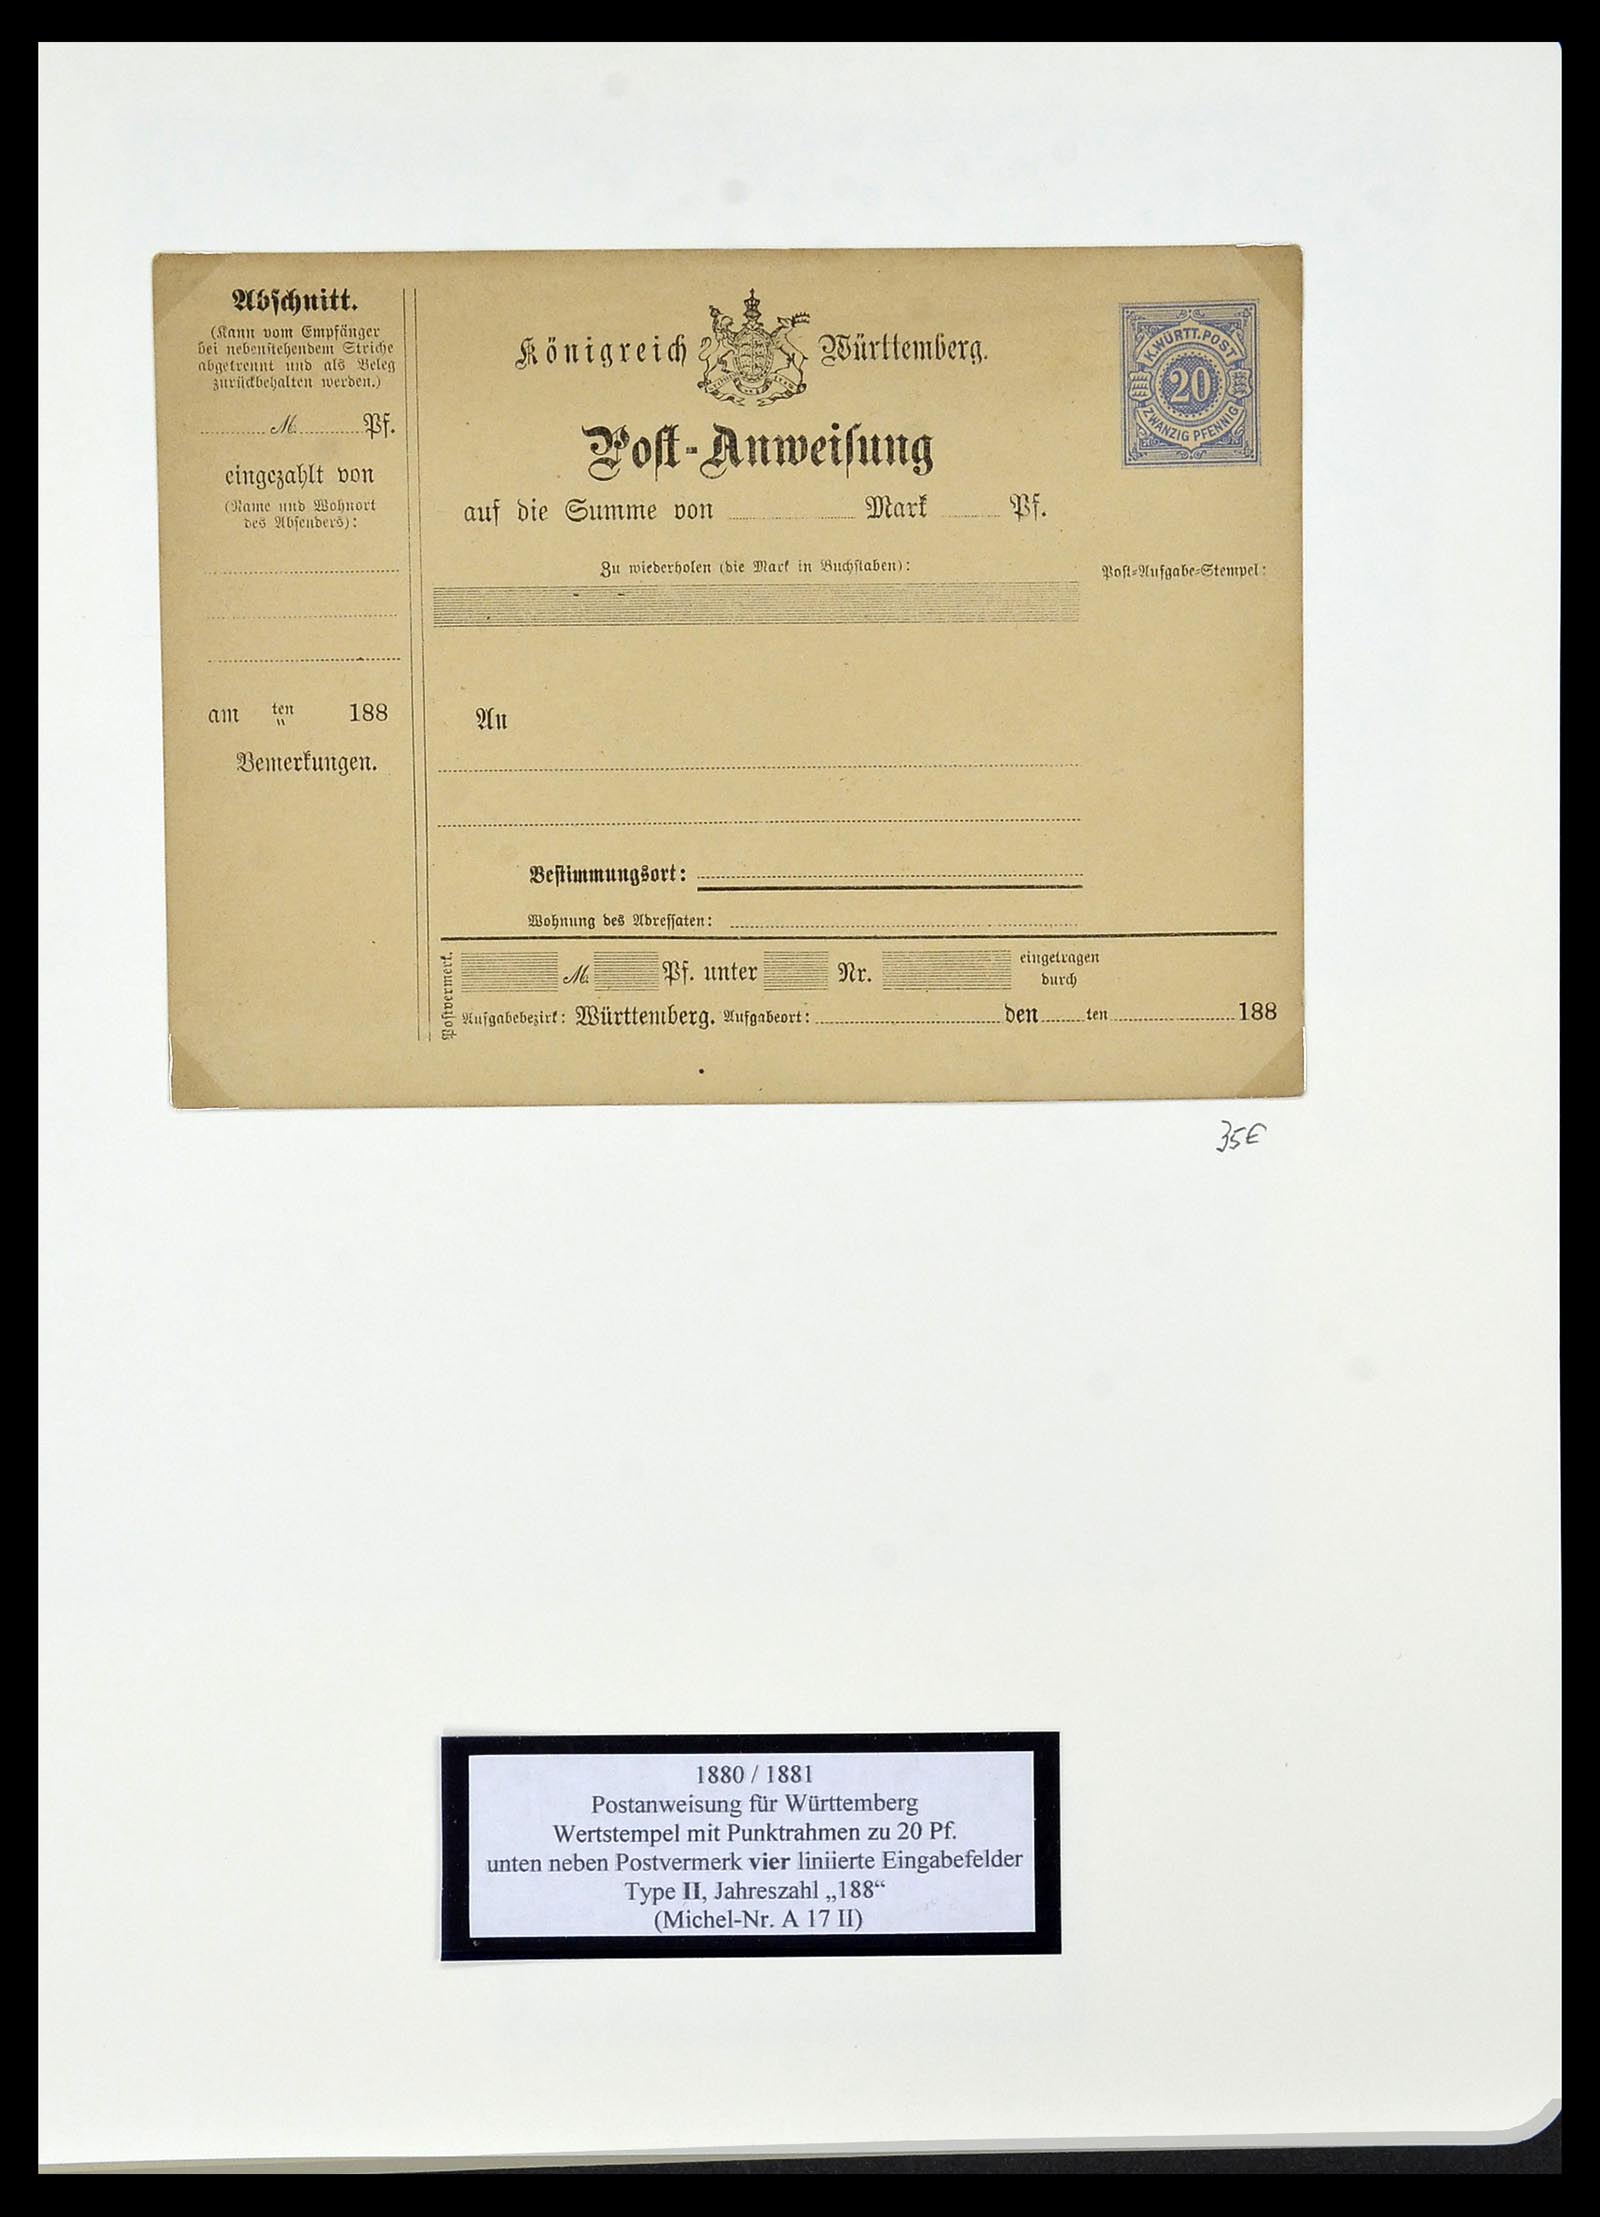 Abschnitt.
(Kann vom Empfänger
bei nebenstehendem Striche
abgetrennt und als Beleg
zurückbehalten werden.)
M. Pf.
eingezahlt von
(Name und Wohnort
des Absenders):
am ten 188
Bemerkungen.
Königreich Württemberg.
K. WÜRTT. POST
20
ZWANZIG PFENNIG
Post-Anweisung
auf die Summe von Mark Pf.
Zu wiederholen (die Mark in Buchstaben):
Post-Aufgabe-Stempel:
An
Bestimmungsort:
Wohnung des Adressaten:
Postvermerk.
M. Pf. unter Nr. eingetragen
durch
Aufgabebezirk: Württemberg. Aufgabeort: den ten 188
35€
1880 / 1881
Postanweisung für Württemberg
Wertstempel mit Punktrahmen zu 20 Pf.
unten neben Postvermerk vier liniierte Eingabefelder
Type II, Jahreszahl „188“
(Michel-Nr. A 17 II)